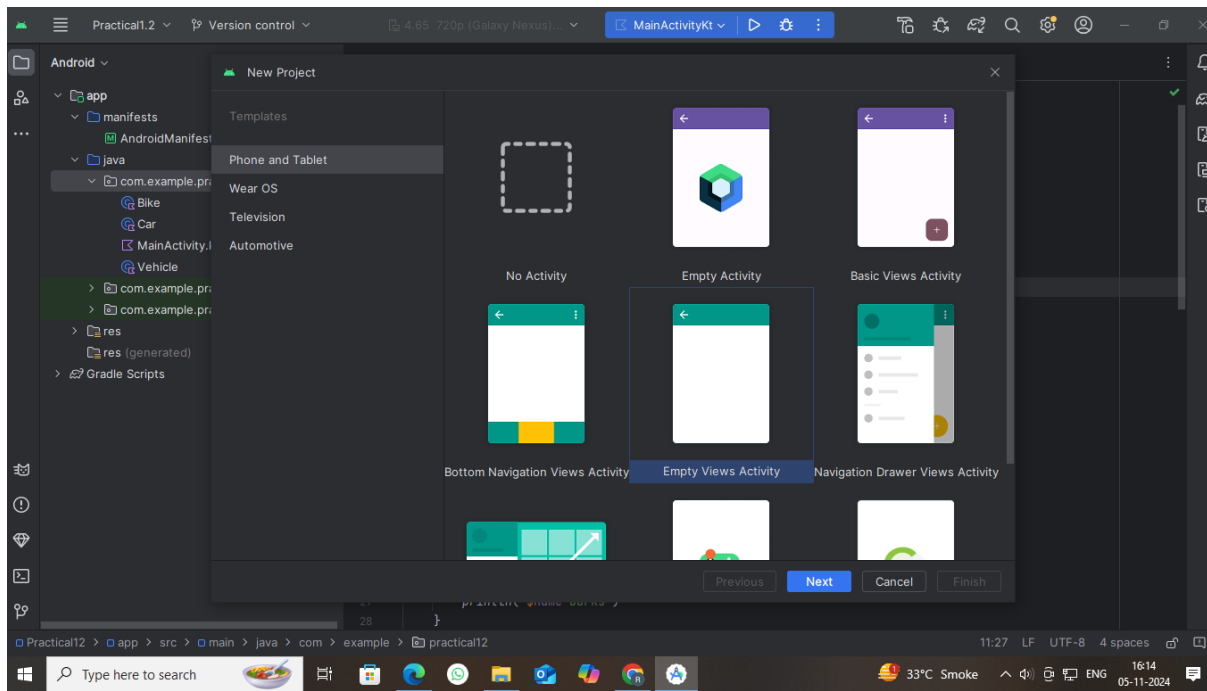 Practical1.2
Version control
4.65 720p (Galaxy Nexus)...
MainActivityKt
Android
app
manifests
AndroidManifest
java
com.example.pra
Bike
Car
MainActivity.
Vehicle
com.example.pra
com.example.pra
res
res (generated)
Gradle Scripts
New Project
Templates
Phone and Tablet
Wear OS
Television
Automotive
No Activity
Empty Activity
Basic Views Activity
Bottom Navigation Views Activity
Empty Views Activity
Navigation Drawer Views Activity
Previous
Next
Cancel
Finish
28 }
Practical12 > app > src > main > java > com > example > practical12
11:27 LF UTF-8 4 spaces
Type here to search
33°C Smoke
ENG
16:14
05-11-2024